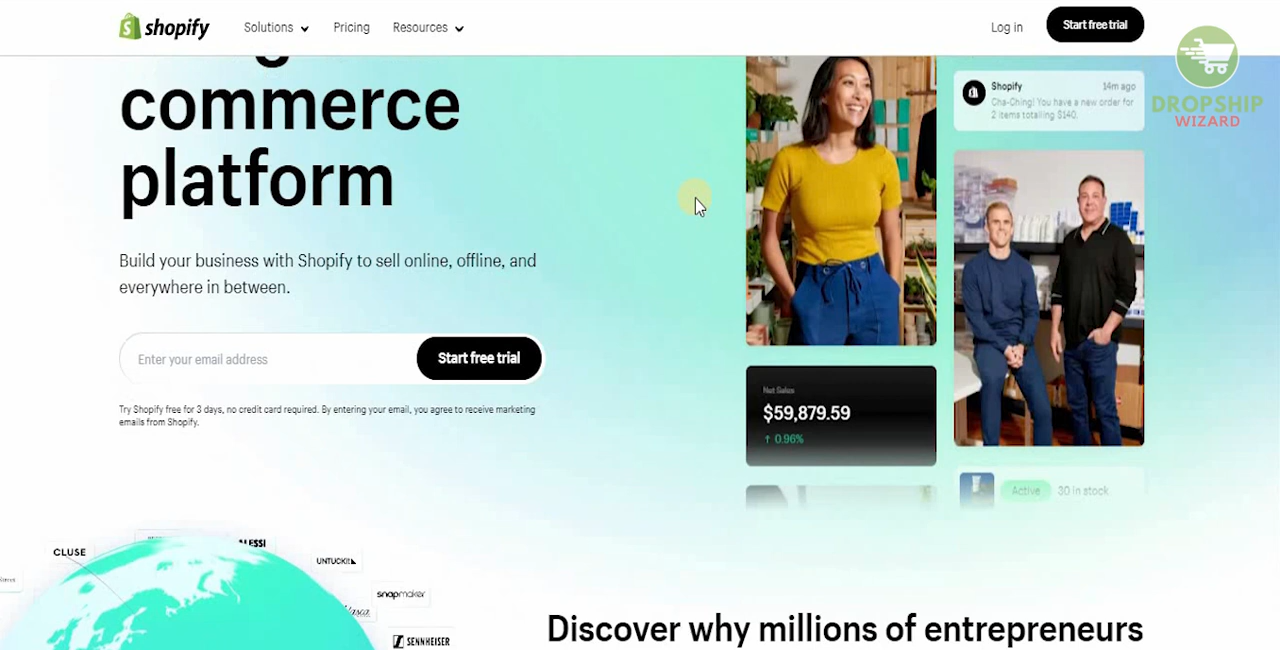 shopify
Solutions
Pricing
Resources
Log in
Start free trial
DROPSHIP
WIZARD
commerce
platform
Build your business with Shopify to sell online, offline, and
everywhere in between.
Enter your email address
Start free trial
Try Shopify free for 3 days, no credit card required. By entering your email, you agree to receive marketing
emails from Shopify.
Shopify
14m ago
Cha-Ching! You have a new order for
2 items totalling $140.
Net Sales
$59,879.59
↑ 0.96%
Active
30 in stock
CLUSE
ALESSI
UNTUCKit
snapmaker
SENNHEISER
Discover why millions of entrepreneurs